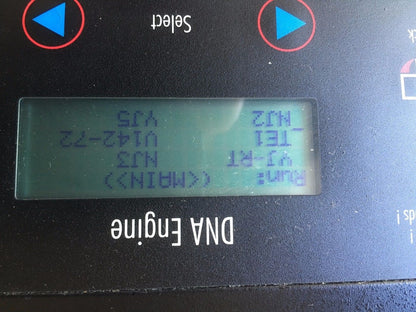 DNA Engine
Run: (<MAIN>)
YJ-RT NJ3
_TE1 V142-72
NJ2 YJ5
Select